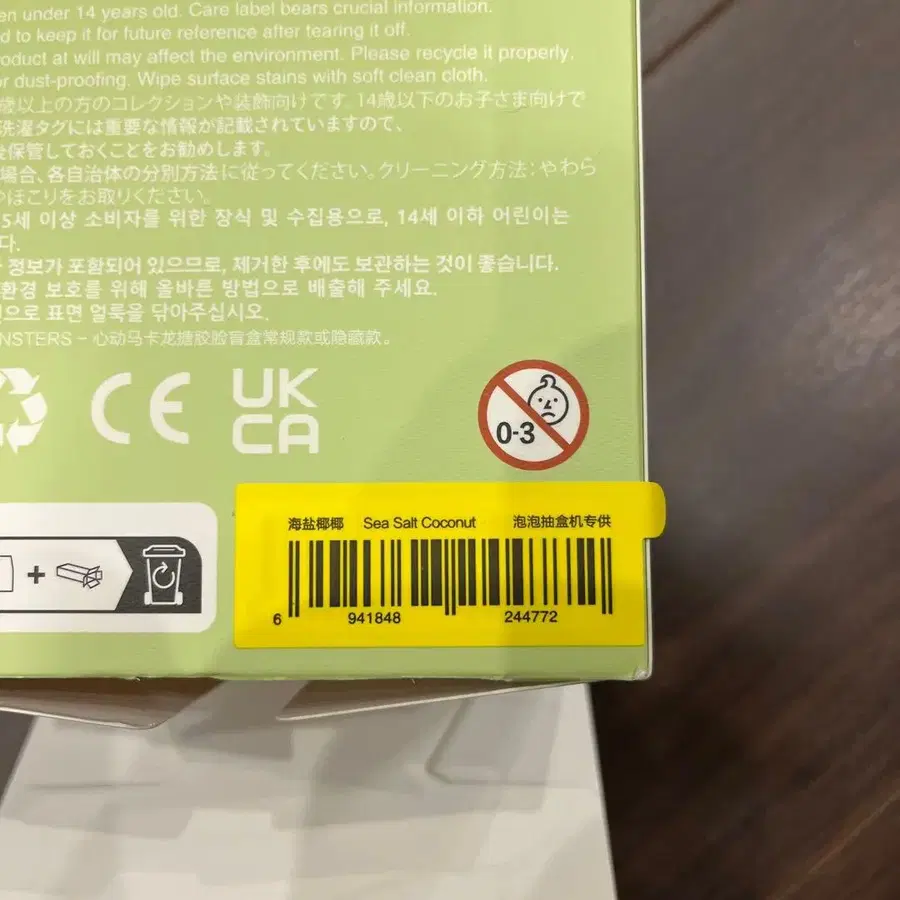 en under 14 years old. Care label bears crucial information.
d to keep it for future reference after tearing it off.
oduct at will may affect the environment. Please recycle it properly.
or dust-proofing. Wipe surface stains with soft clean cloth.
歳以上の方のコレクションや装飾向けです。14歳以下のお子さま向けで
洗濯タグには重要な情報が記載されていますので、
後保管しておくことをお勧めします。
場合、各自治体の分別方法に従ってください。クリーニング方法：やわら
やほこりをお取りください。
5세 이상 소비자를 위한 장식 및 수집용으로, 14세 이하 어린이는
다.
정보가 포함되어 있으므로, 제거한 후에도 보관하는 것이 좋습니다.
환경 보호를 위해 올바른 방법으로 배출해 주세요.
으로 표면 얼룩을 닦아주십시오.
NSTERS – 心动马卡龙搪胶脸盲盒常规款或隐藏款。
CE
UK
CA
0-3
海盐椰椰 Sea Salt Coconut 泡泡抽盒机专供
6 941848 244772